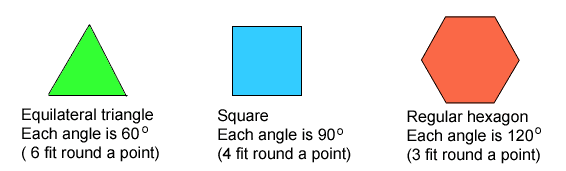 Equilateral triangle
Each angle is 60°
( 6 fit round a point)
Square
Each angle is 90°
(4 fit round a point)
Regular hexagon
Each angle is 120°
(3 fit round a point)